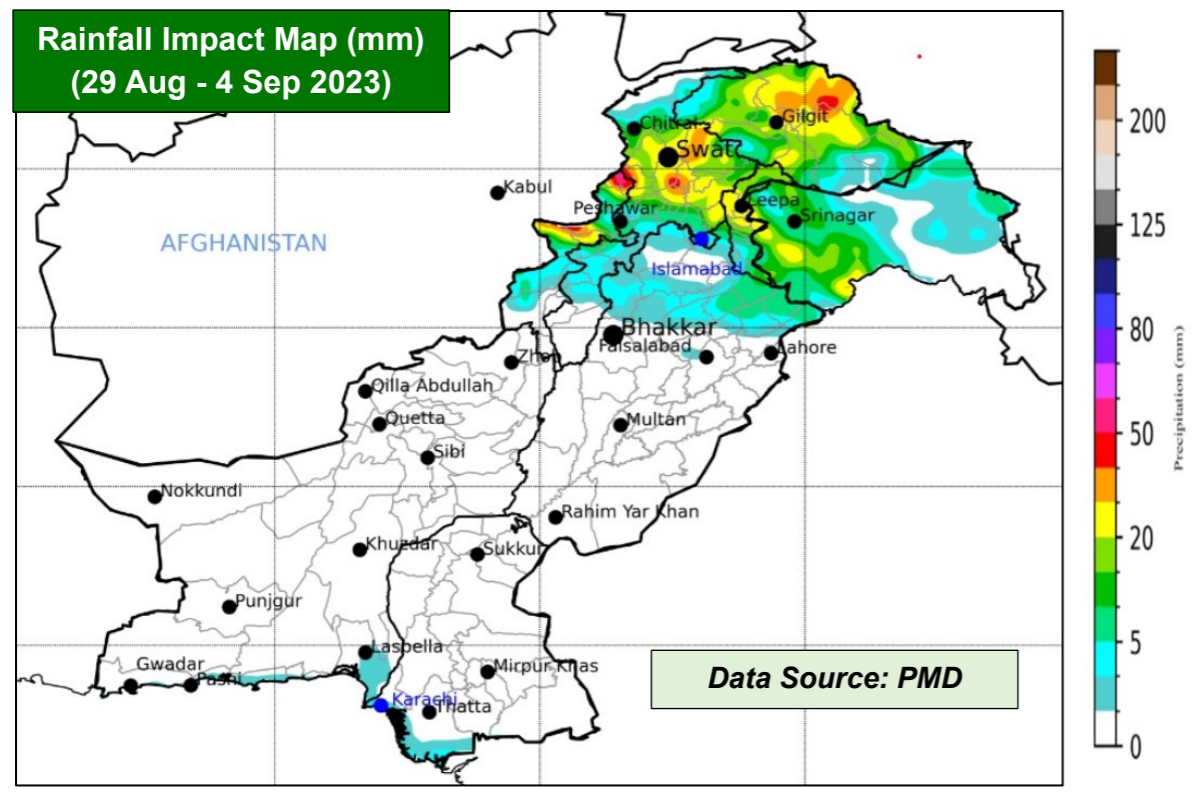 Rainfall Impact Map (mm)
(29 Aug - 4 Sep 2023)
Chitral
Gilgit
Swat
Kabul
Leepa
Peshawar
Srinagar
AFGHANISTAN
Islamabad
Bhakkar
Faisalabad
Lahore
Zhob
Qilla Abdullah
Quetta
Multan
Sibi
Nokkundi
Rahim Yar Khan
Khuzdar
Sukkur
Punjgur
Lasbella
Gwadar
Pasni
Mirpur Khas
Karachi
Thatta
Data Source: PMD
200
125
80
50
20
5
0
Precipitation (mm)